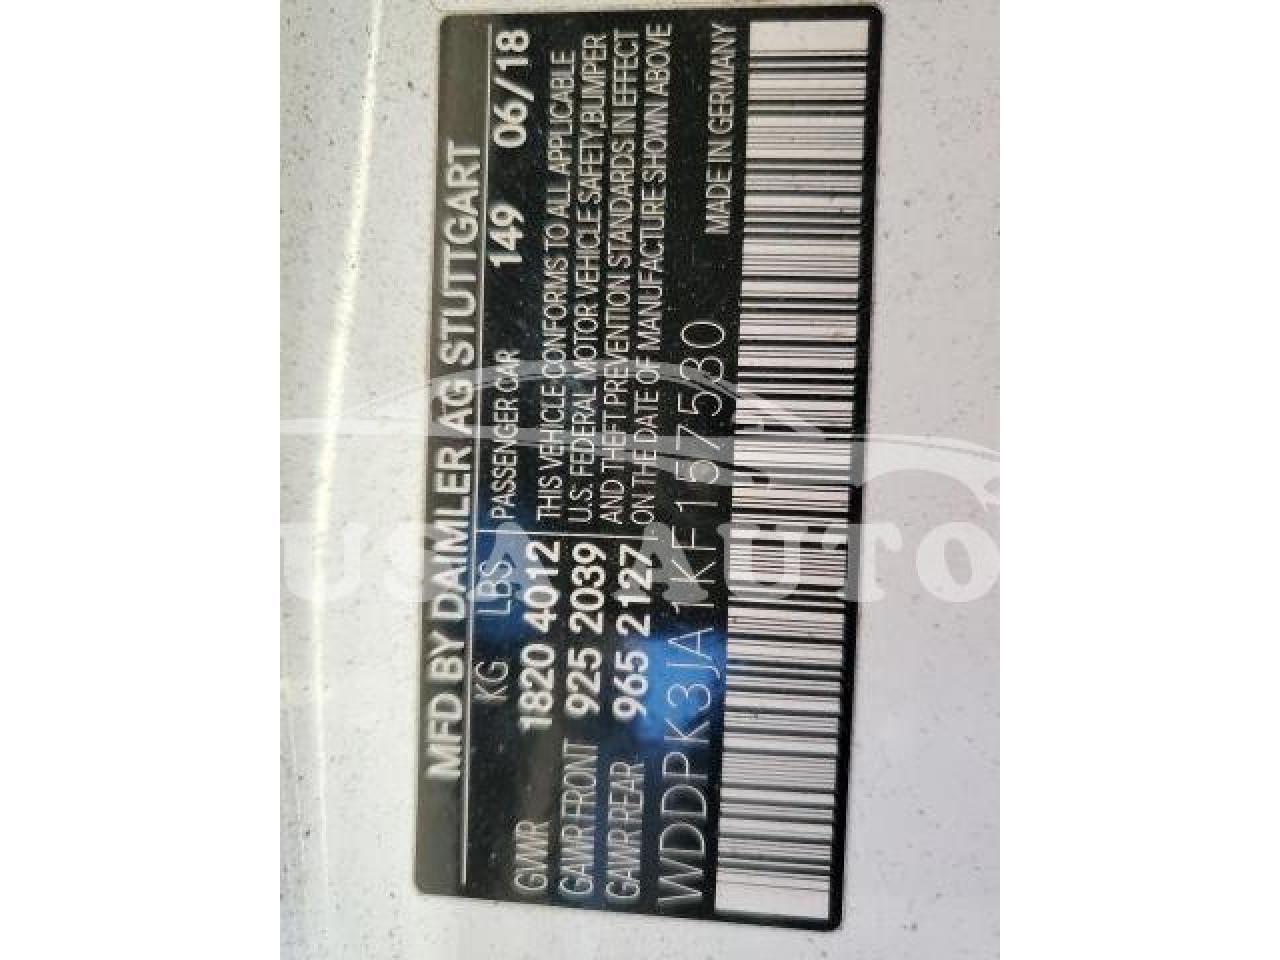 MFD BY DAIMLER AG STUTTGART
KG LBS PASSENGER CAR 149 06/18
GVWR 1820 4012 THIS VEHICLE CONFORMS TO ALL APPLICABLE
GAWR FRONT 925 2039 U.S. FEDERAL MOTOR VEHICLE SAFETY,BUMPER
GAWR REAR 965 2127 AND THEFT PREVENTION STANDARDS IN EFFECT
ON THE DATE OF MANUFACTURE SHOWN ABOVE
WDDPK3JA1KF157530 MADE IN GERMANY
USA AUTO